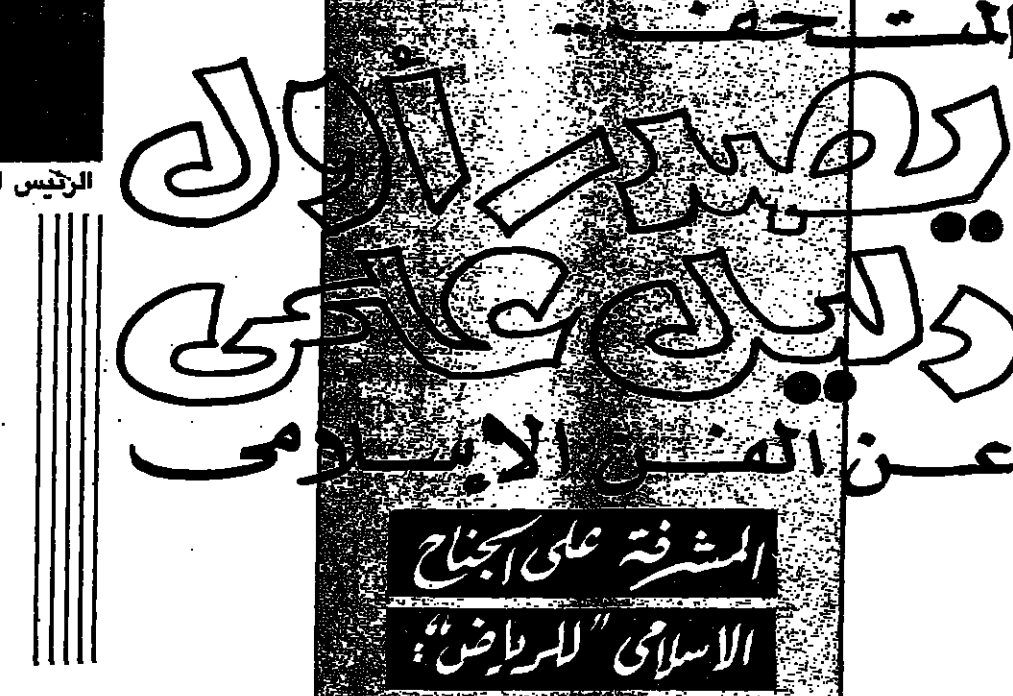 المتحف ..
يصدر أول
دليل علمي
عن الفن الإسلامي
المشرفة على الجناح
الاسلامي "للرياض":
الرئيس